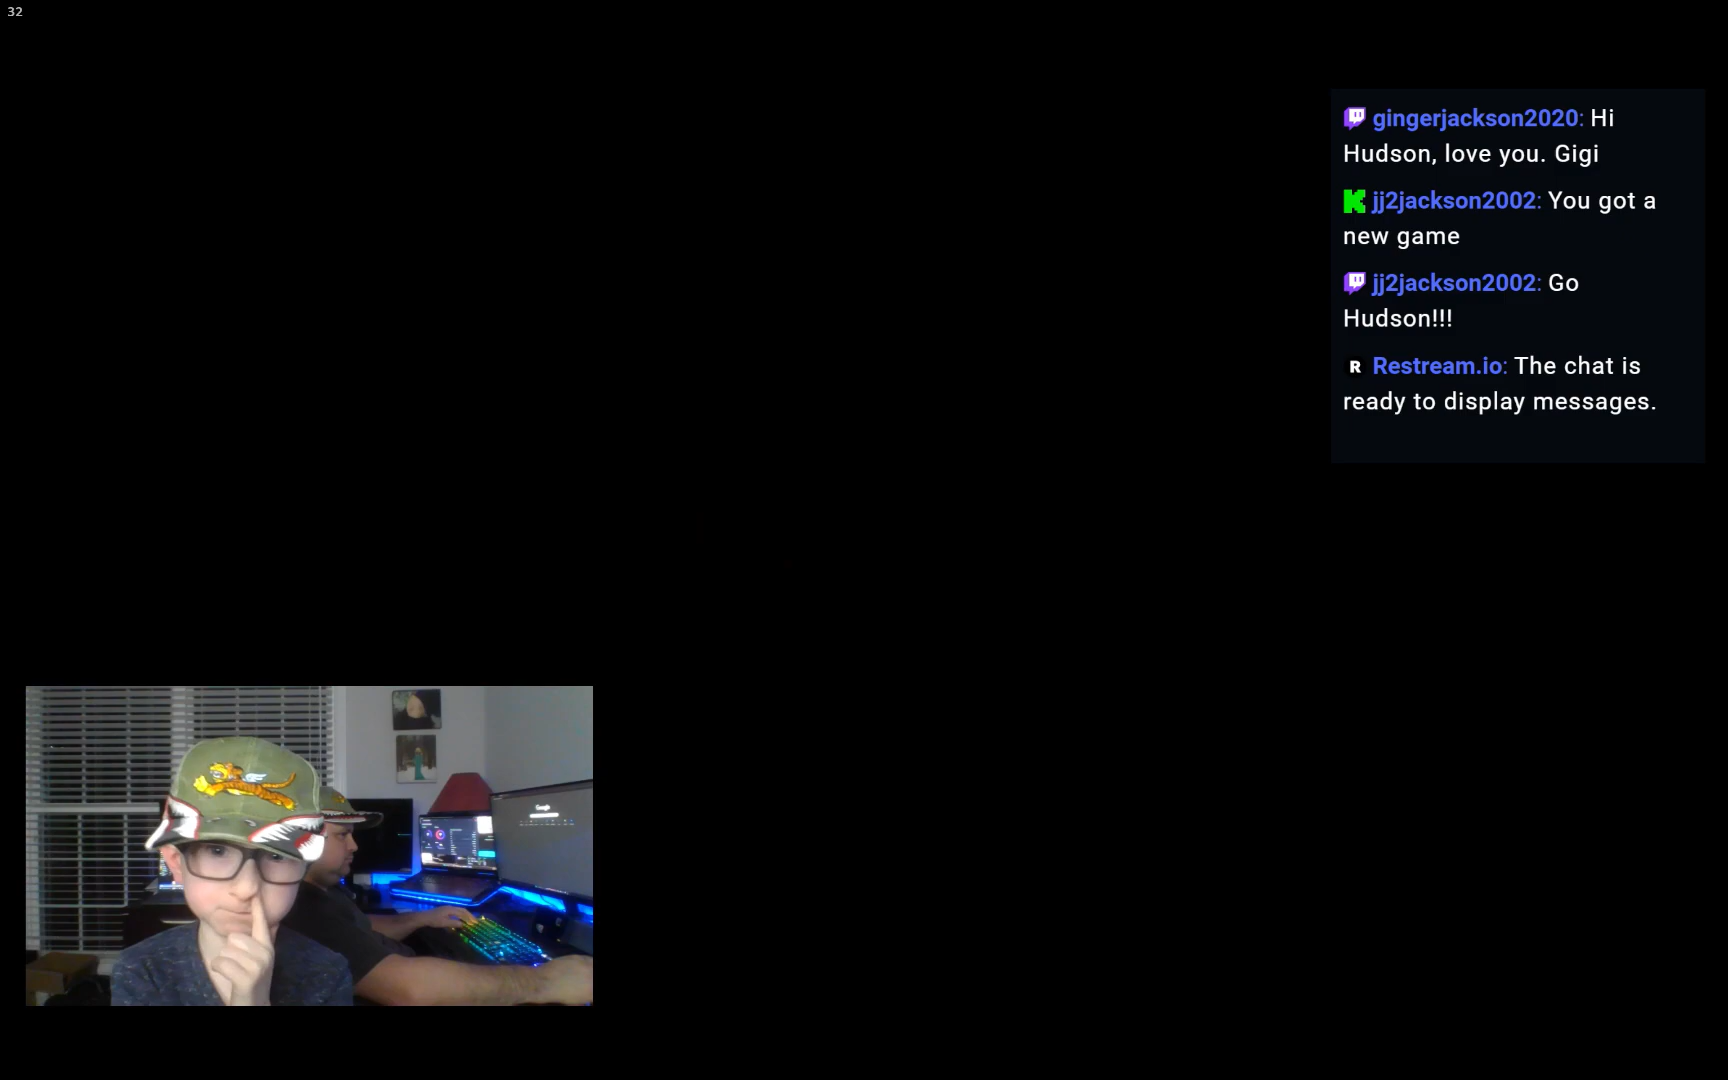 32
gingerjackson2020: Hi
Hudson, love you. Gigi
jj2jackson2002: You got a
new game
jj2jackson2002: Go
Hudson!!!
R Restream.io: The chat is
ready to display messages.
Google